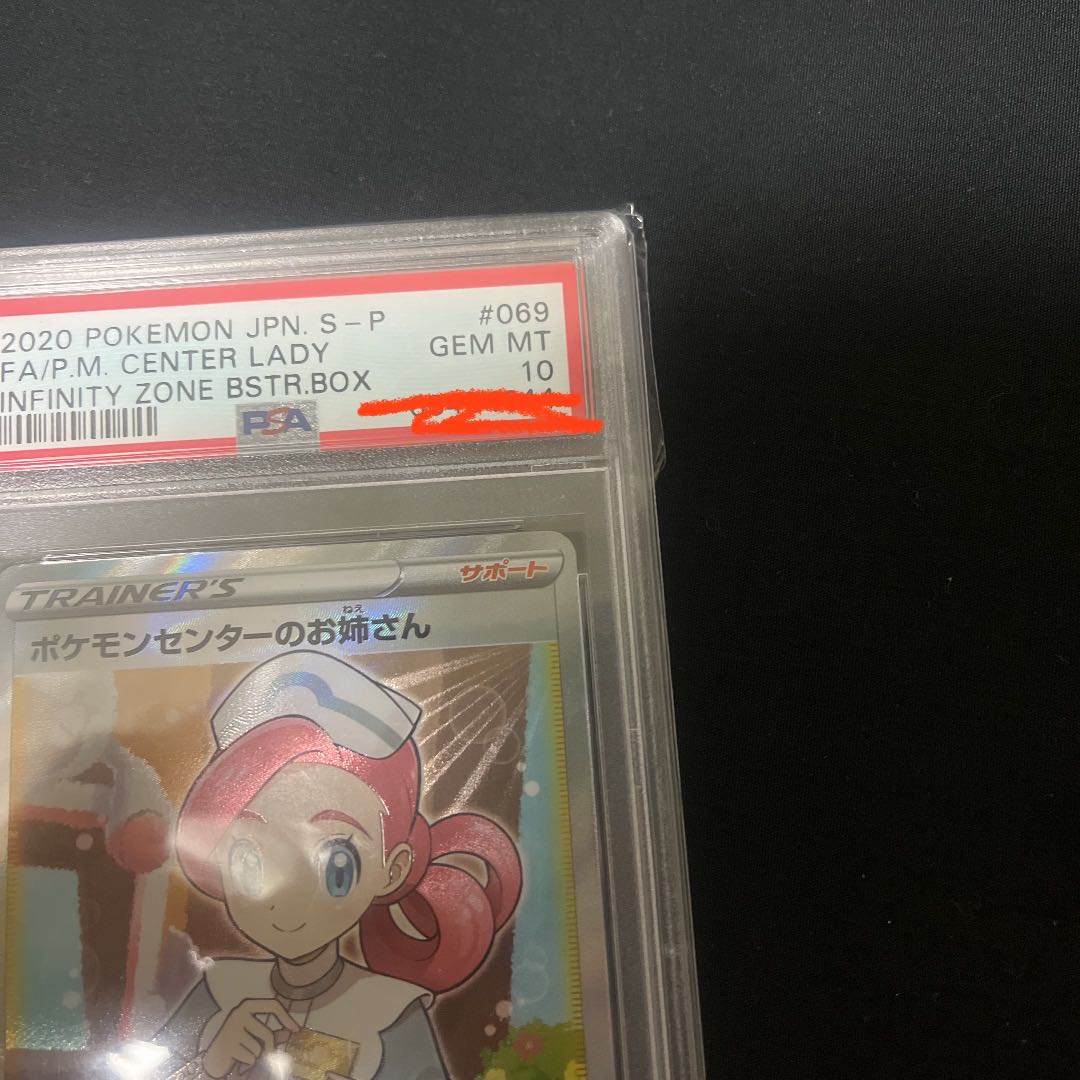 2020 POKEMON JPN. S-P #069
FA/P.M. CENTER LADY GEM MT
INFINITY ZONE BSTR.BOX 10
PSA
TRAINER'S サポート
ねえ
ポケモンセンターのお姉さん